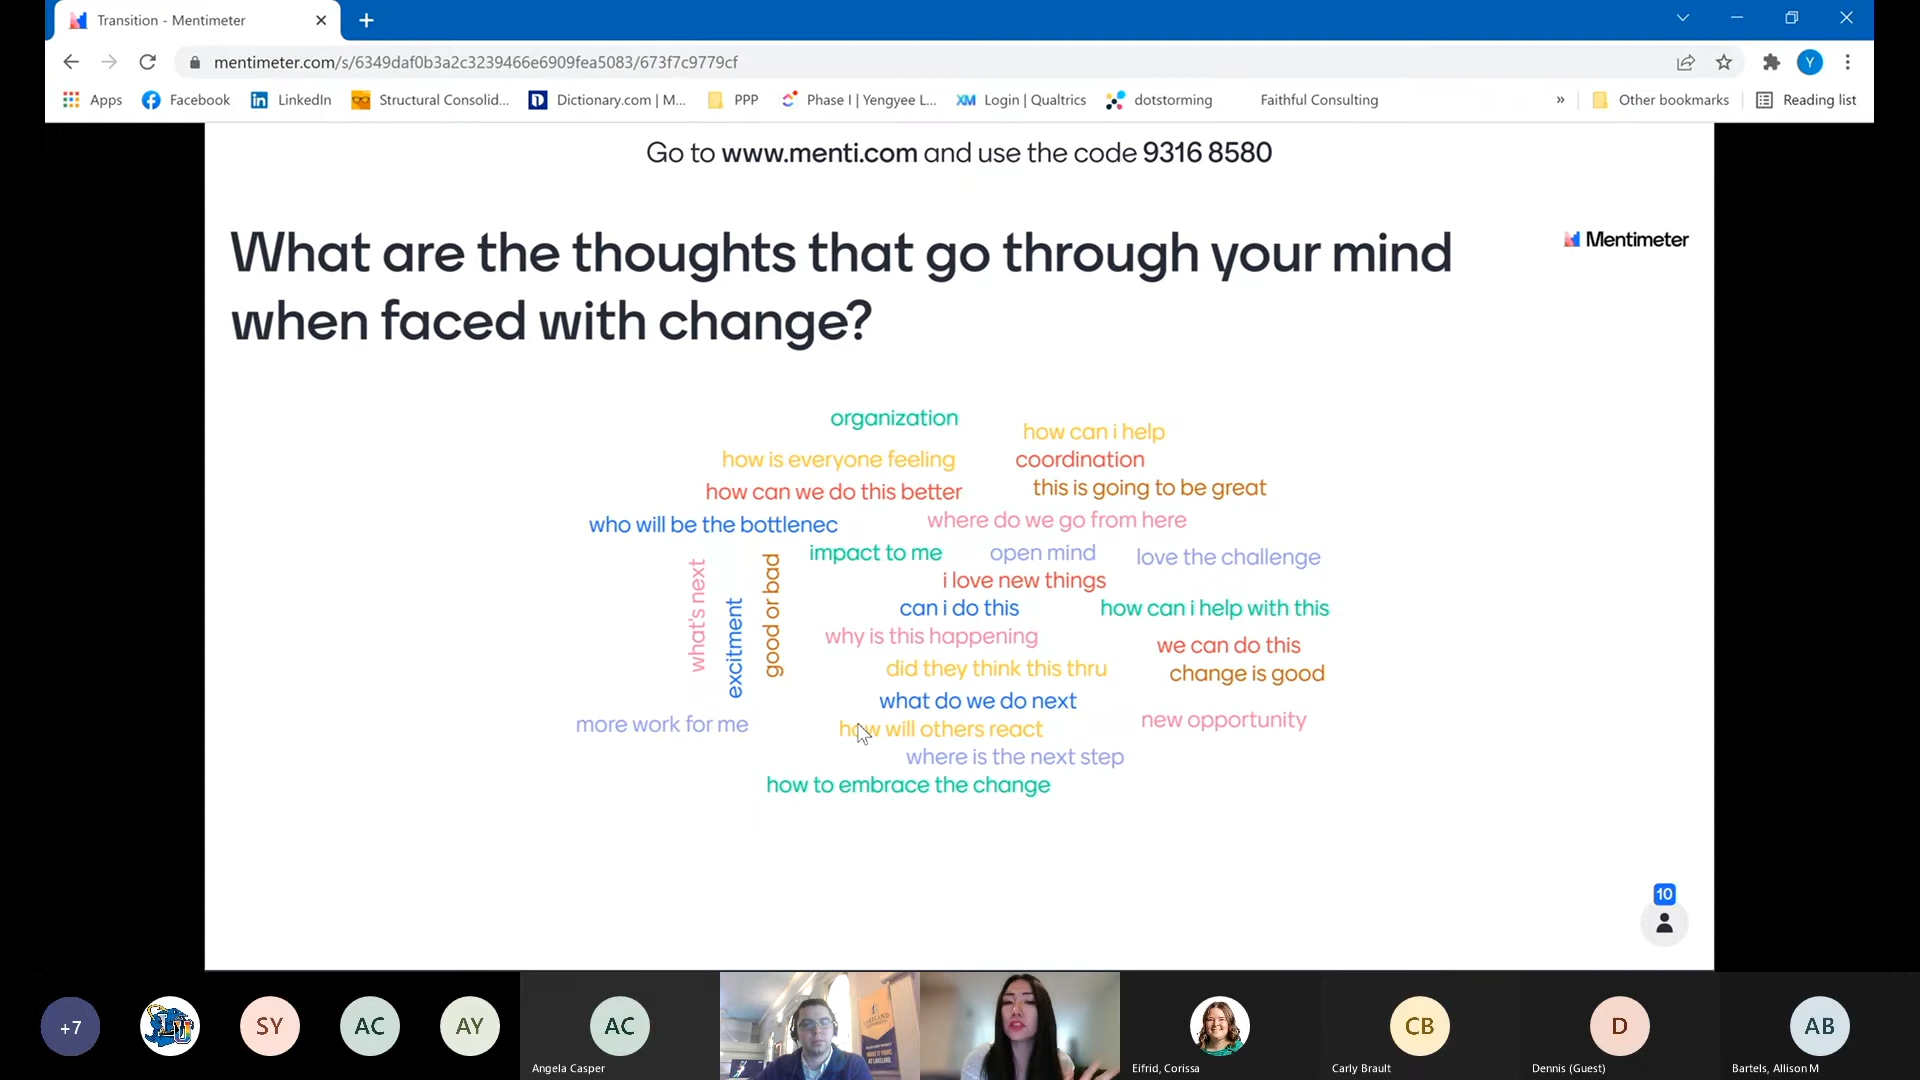 Transition - Mentimeter
mentimeter.com/s/6349daf0b3a2c3239466e6909fea5083/673f7c9779cf
Y
Apps
Facebook
LinkedIn
Structural Consolid...
Dictionary.com | M...
PPP
Phase I | Yengyee L...
XM Login | Qualtrics
dotstorming
Faithful Consulting
»
Other bookmarks
Reading list
Go to www.menti.com and use the code 9316 8580
What are the thoughts that go through your mind
when faced with change?
Mentimeter
organization
how can i help
how is everyone feeling
coordination
how can we do this better
this is going to be great
who will be the bottlenec
where do we go from here
impact to me
open mind
love the challenge
what's next
excitment
good or bad
i love new things
can i do this
how can i help with this
why is this happening
we can do this
did they think this thru
change is good
what do we do next
more work for me
how will others react
new opportunity
where is the next step
how to embrace the change
10
+7
LU
SY
AC
AY
AC
Angela Casper
LAKELAND
MAKE IT YOURS
AT LAKELAND
Eifrid, Corissa
CB
Carly Brault
D
Dennis (Guest)
AB
Bartels, Allison M